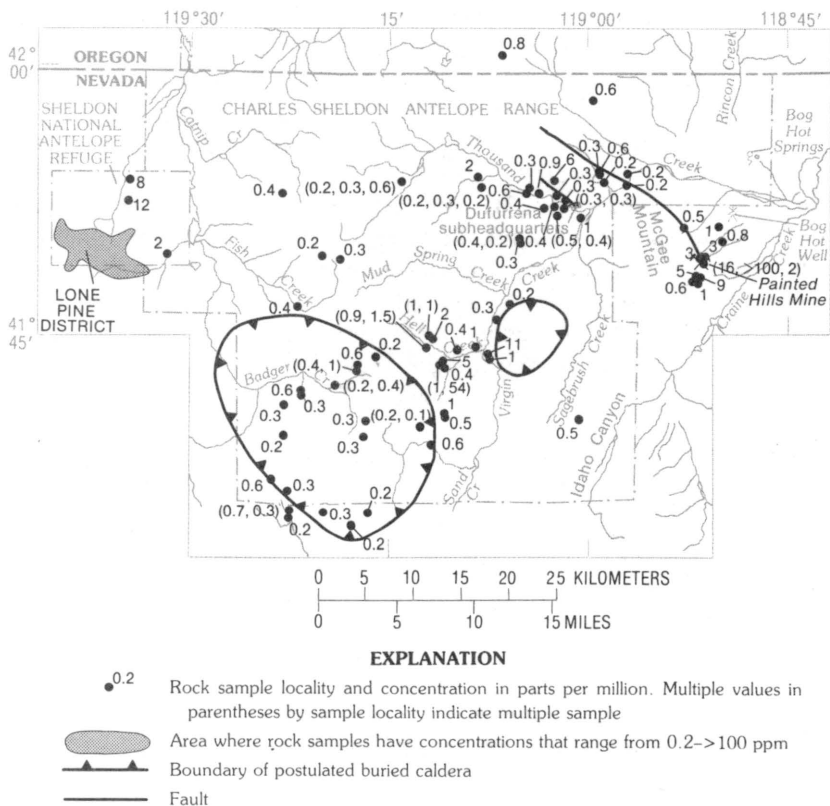 119°30'
15'
119°00'
118°45'
42°
00'
OREGON
NEVADA
0.8
0.6
Rincon Creek
SHELDON
NATIONAL
ANTELOPE
REFUGE
CHARLES SHELDON ANTELOPE RANGE
Catnip
Cr
Bog
Hot
Springs
Thousand
Creek
0.3
0.6
0.3
0.9
6
0.2
8
12
0.4
(0.2, 0.3, 0.6)
2
0.6
0.3
0.2
(0.2, 0.3, 0.2)
0.4
(0.3, 0.3)
Dufurrena
subheadquarters
1
McGee
Mountain
0.5
1
0.8
Bog
Hot
Well
(0.4, 0.2)
0.4
(0.5, 0.4)
0.3
2
Fish
Creek
0.2
0.3
Mud
Spring
Creek
Creek
3
3
(16, >100, 2)
5
9
0.6
1
Painted
Hills Mine
Craine
Creek
LONE
PINE
DISTRICT
0.4
0.2
0.3
41°
45'
(1, 1)
2
(0.9, 1.5)
Hell
Creek
0.4
1
11
1
0.2
0.6
(0.4, 1)
5
0.4
(1, 54)
Badger
Cr
(0.2, 0.4)
0.6
0.3
0.3
0.3
(0.2, 0.1)
1
0.5
0.2
0.3
0.6
Virgin
Sagebrush Creek
0.5
Idaho Canyon
Sand
Cr
0.6
0.3
0.2
(0.7, 0.3)
0.3
0.2
0.2
0 5 10 15 20 25 KILOMETERS
0 5 10 15 MILES
EXPLANATION
0.2
Rock sample locality and concentration in parts per million. Multiple values in
parentheses by sample locality indicate multiple sample
Area where rock samples have concentrations that range from 0.2->100 ppm
Boundary of postulated buried caldera
Fault